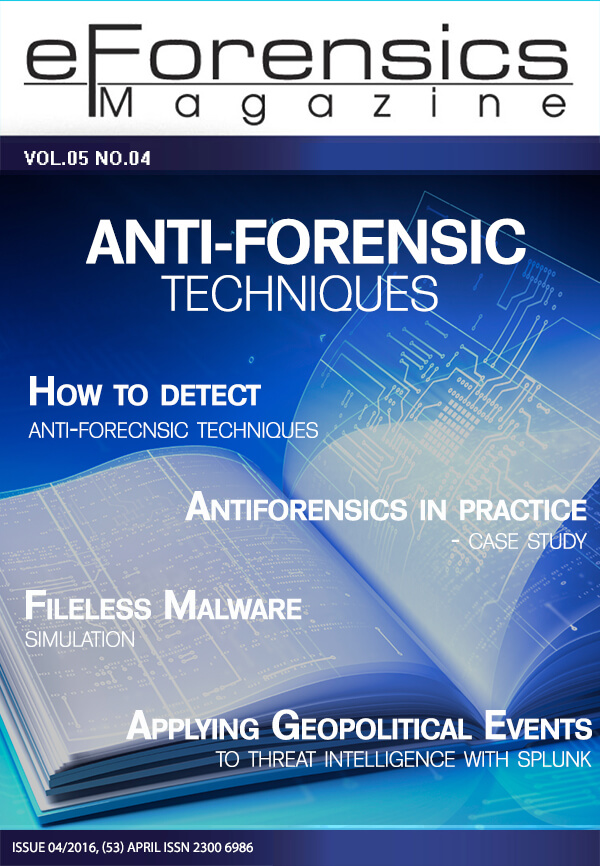 eForensics
Magazine
VOL.05 NO.04
ANTI-FORENSIC
TECHNIQUES
HOW TO DETECT
ANTI-FORECNSIC TECHNIQUES
ANTIFORENSICS IN PRACTICE
- CASE STUDY
FILELESS MALWARE
SIMULATION
APPLYING GEOPOLITICAL EVENTS
TO THREAT INTELLIGENCE WITH SPLUNK
ISSUE 04/2016, (53) APRIL ISSN 2300 6986